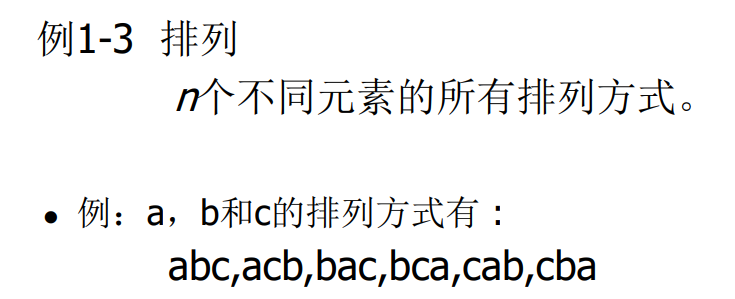 例1-3 排列
n个不同元素的所有排列方式。
• 例：a，b和c的排列方式有：
abc,acb,bac,bca,cab,cba